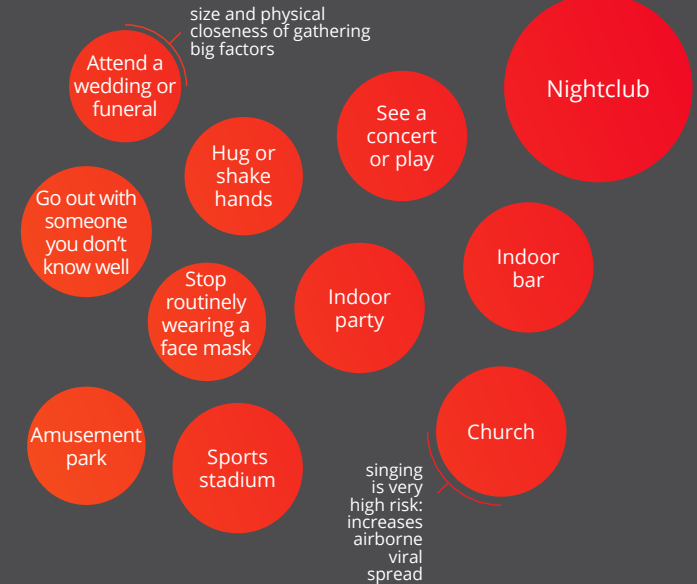 size and physical
closeness of gathering
big factors
Attend a
wedding or
funeral
Nightclub
See a
concert
or play
Hug or
shake
hands
Go out with
someone
you don't
know well
Indoor
bar
Stop
routinely
wearing a
face mask
Indoor
party
Amusement
park
Sports
stadium
Church
singing
is very
high risk:
increases
airborne
viral
spread